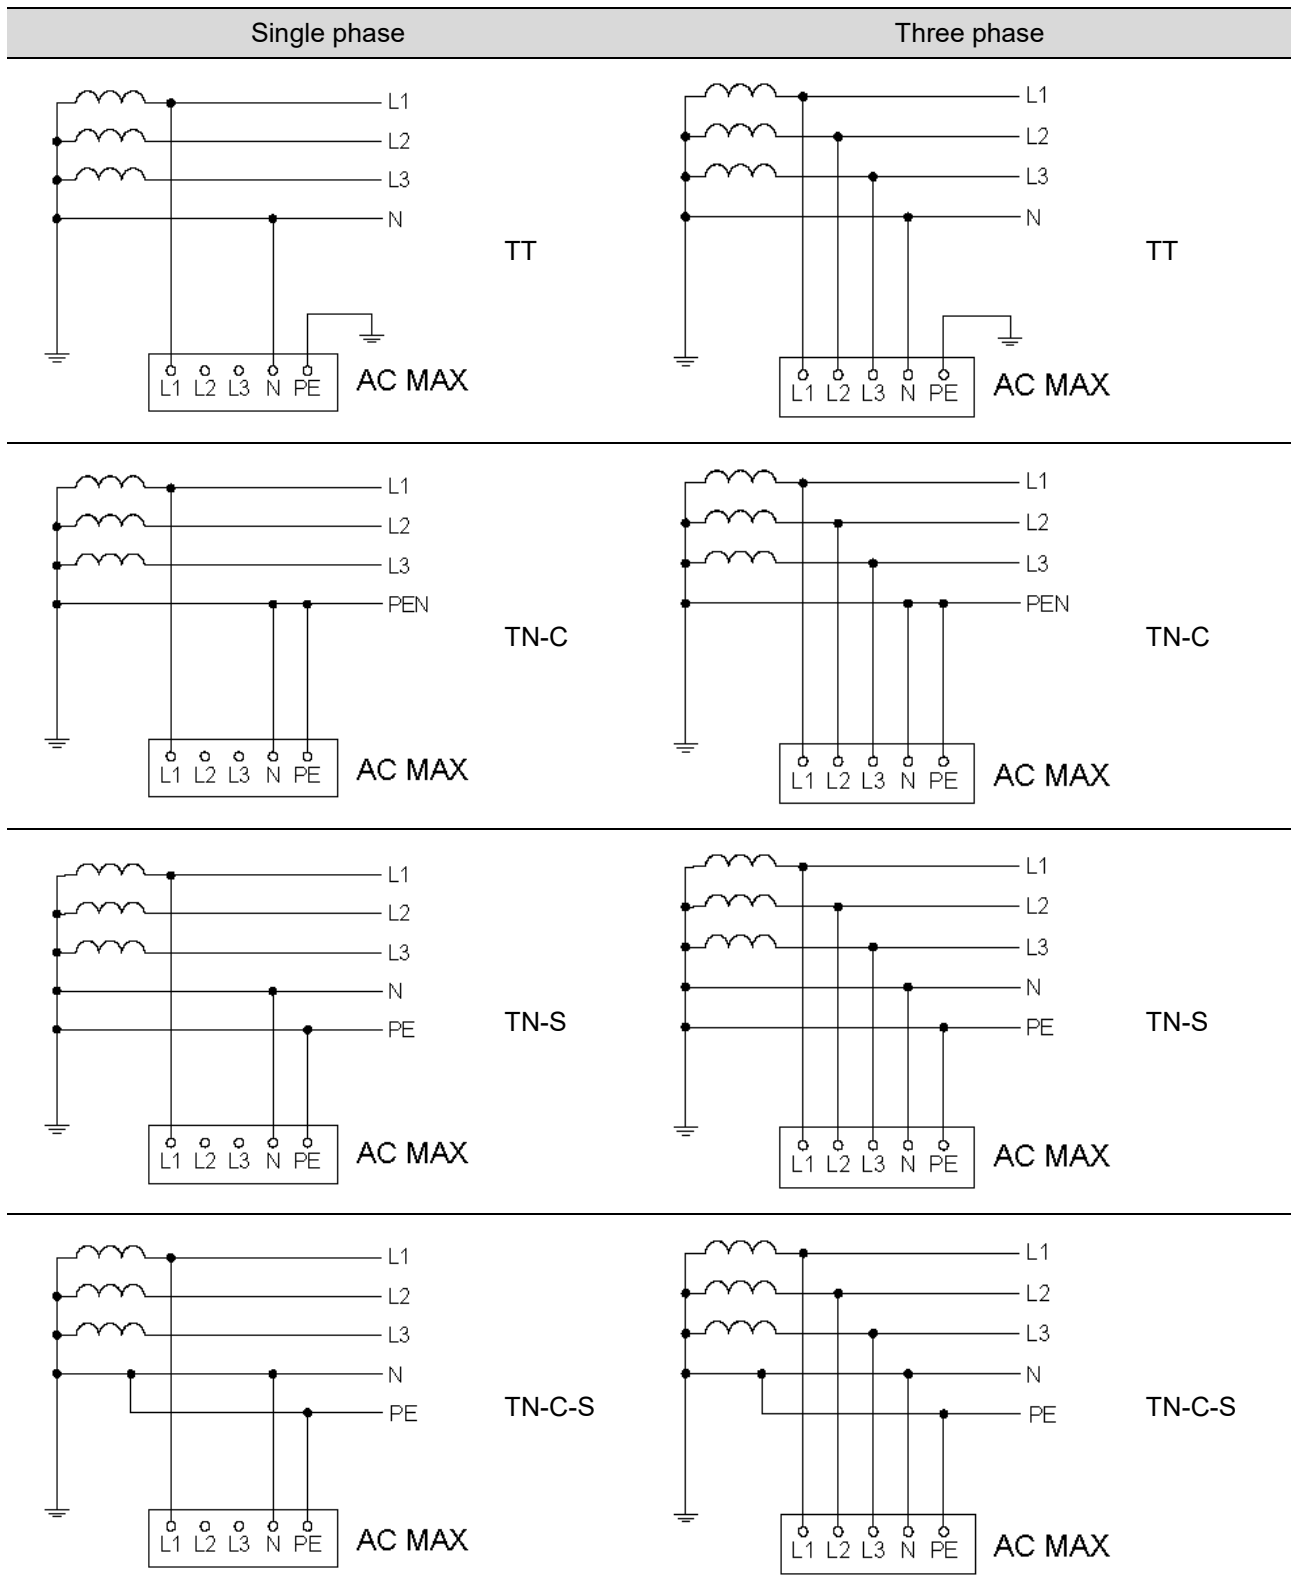 Single phase Three phase
L1
L2
L3
N
TT
L1 L2 L3 N PE AC MAX
L1
L2
L3
N
TT
L1 L2 L3 N PE AC MAX
L1
L2
L3
PEN
TN-C
L1 L2 L3 N PE AC MAX
L1
L2
L3
PEN
TN-C
L1 L2 L3 N PE AC MAX
L1
L2
L3
N
PE
TN-S
L1 L2 L3 N PE AC MAX
L1
L2
L3
N
PE
TN-S
L1 L2 L3 N PE AC MAX
L1
L2
L3
N
PE
TN-C-S
L1 L2 L3 N PE AC MAX
L1
L2
L3
N
PE
TN-C-S
L1 L2 L3 N PE AC MAX